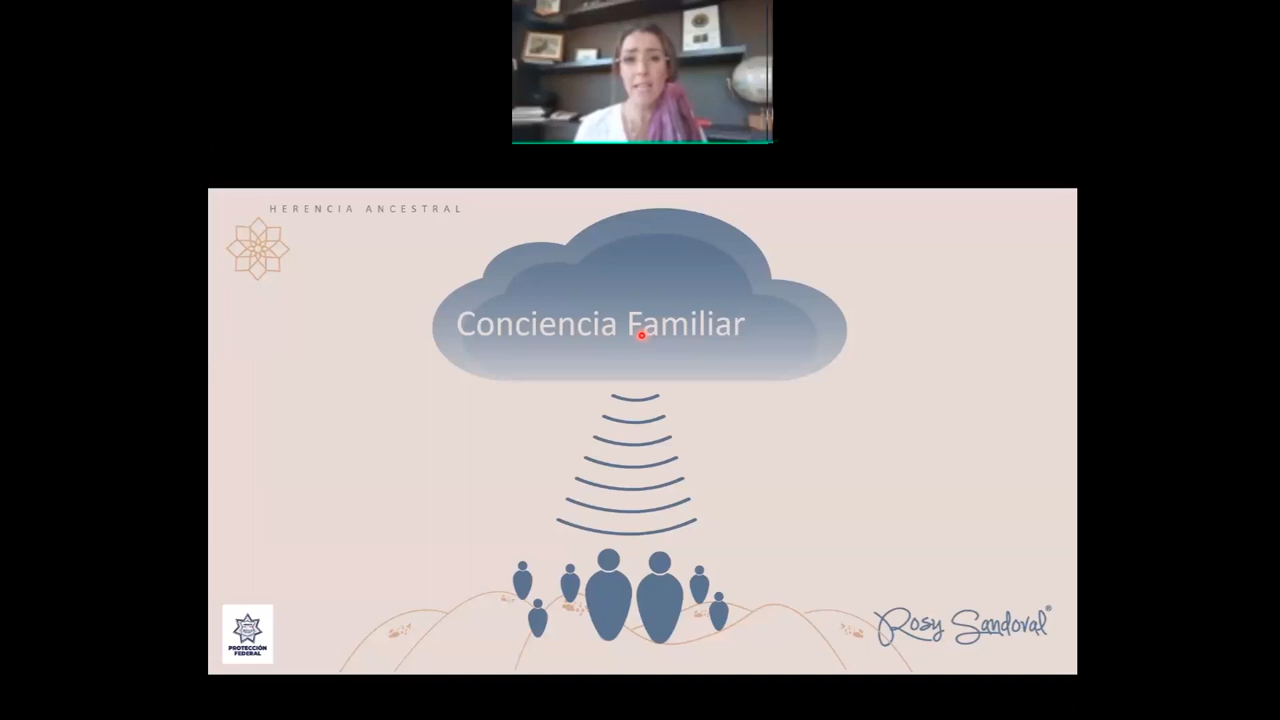 HERENCIA ANCESTRAL
Conciencia Familiar
PROTECCIÓN
FEDERAL
Rosy Sandoval®